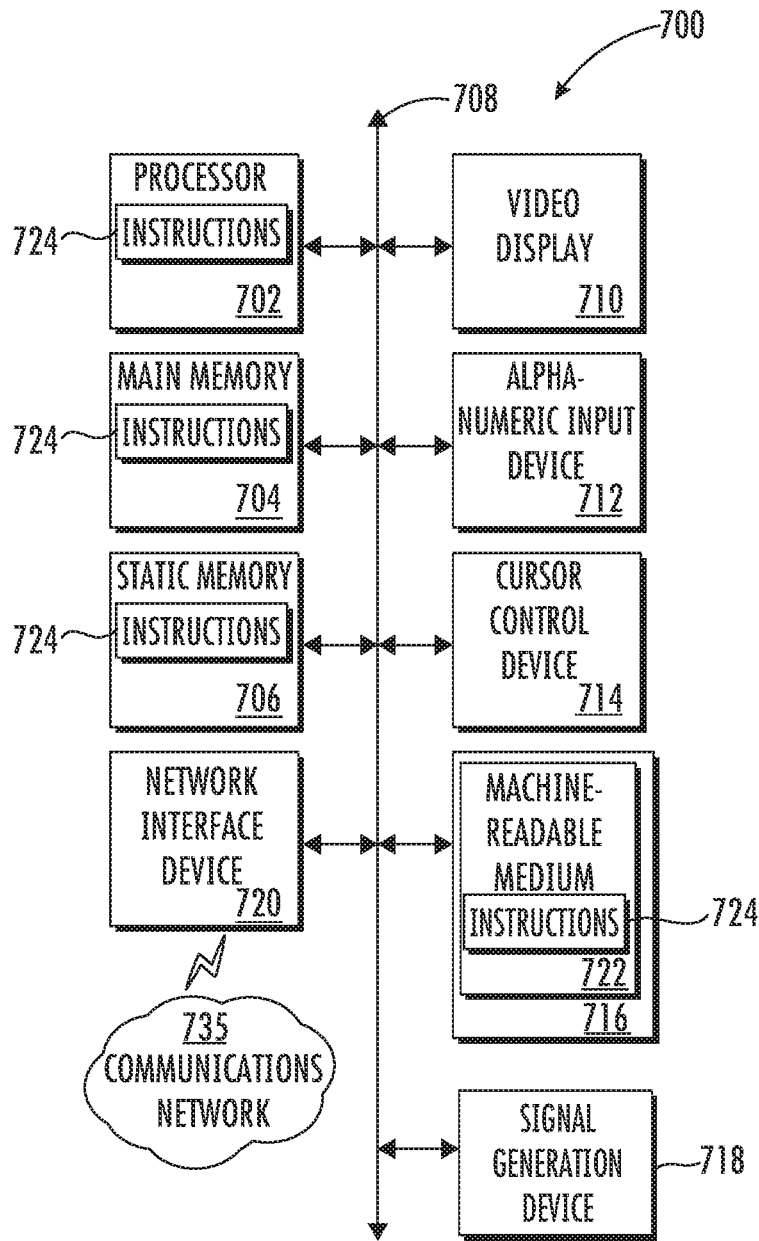 700
708
PROCESSOR
724
INSTRUCTIONS
702
VIDEO
DISPLAY
710
MAIN MEMORY
724
INSTRUCTIONS
704
ALPHA-
NUMERIC INPUT
DEVICE
712
STATIC MEMORY
724
INSTRUCTIONS
706
CURSOR
CONTROL
DEVICE
714
NETWORK
INTERFACE
DEVICE
720
MACHINE-
READABLE
MEDIUM
INSTRUCTIONS
724
722
716
735
COMMUNICATIONS
NETWORK
SIGNAL
GENERATION
DEVICE
718